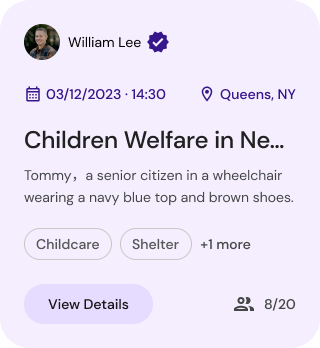 William Lee
03/12/2023 · 14:30
Queens, NY
Children Welfare in Ne...
Tommy，a senior citizen in a wheelchair
wearing a navy blue top and brown shoes.
Childcare
Shelter
+1 more
View Details
8/20